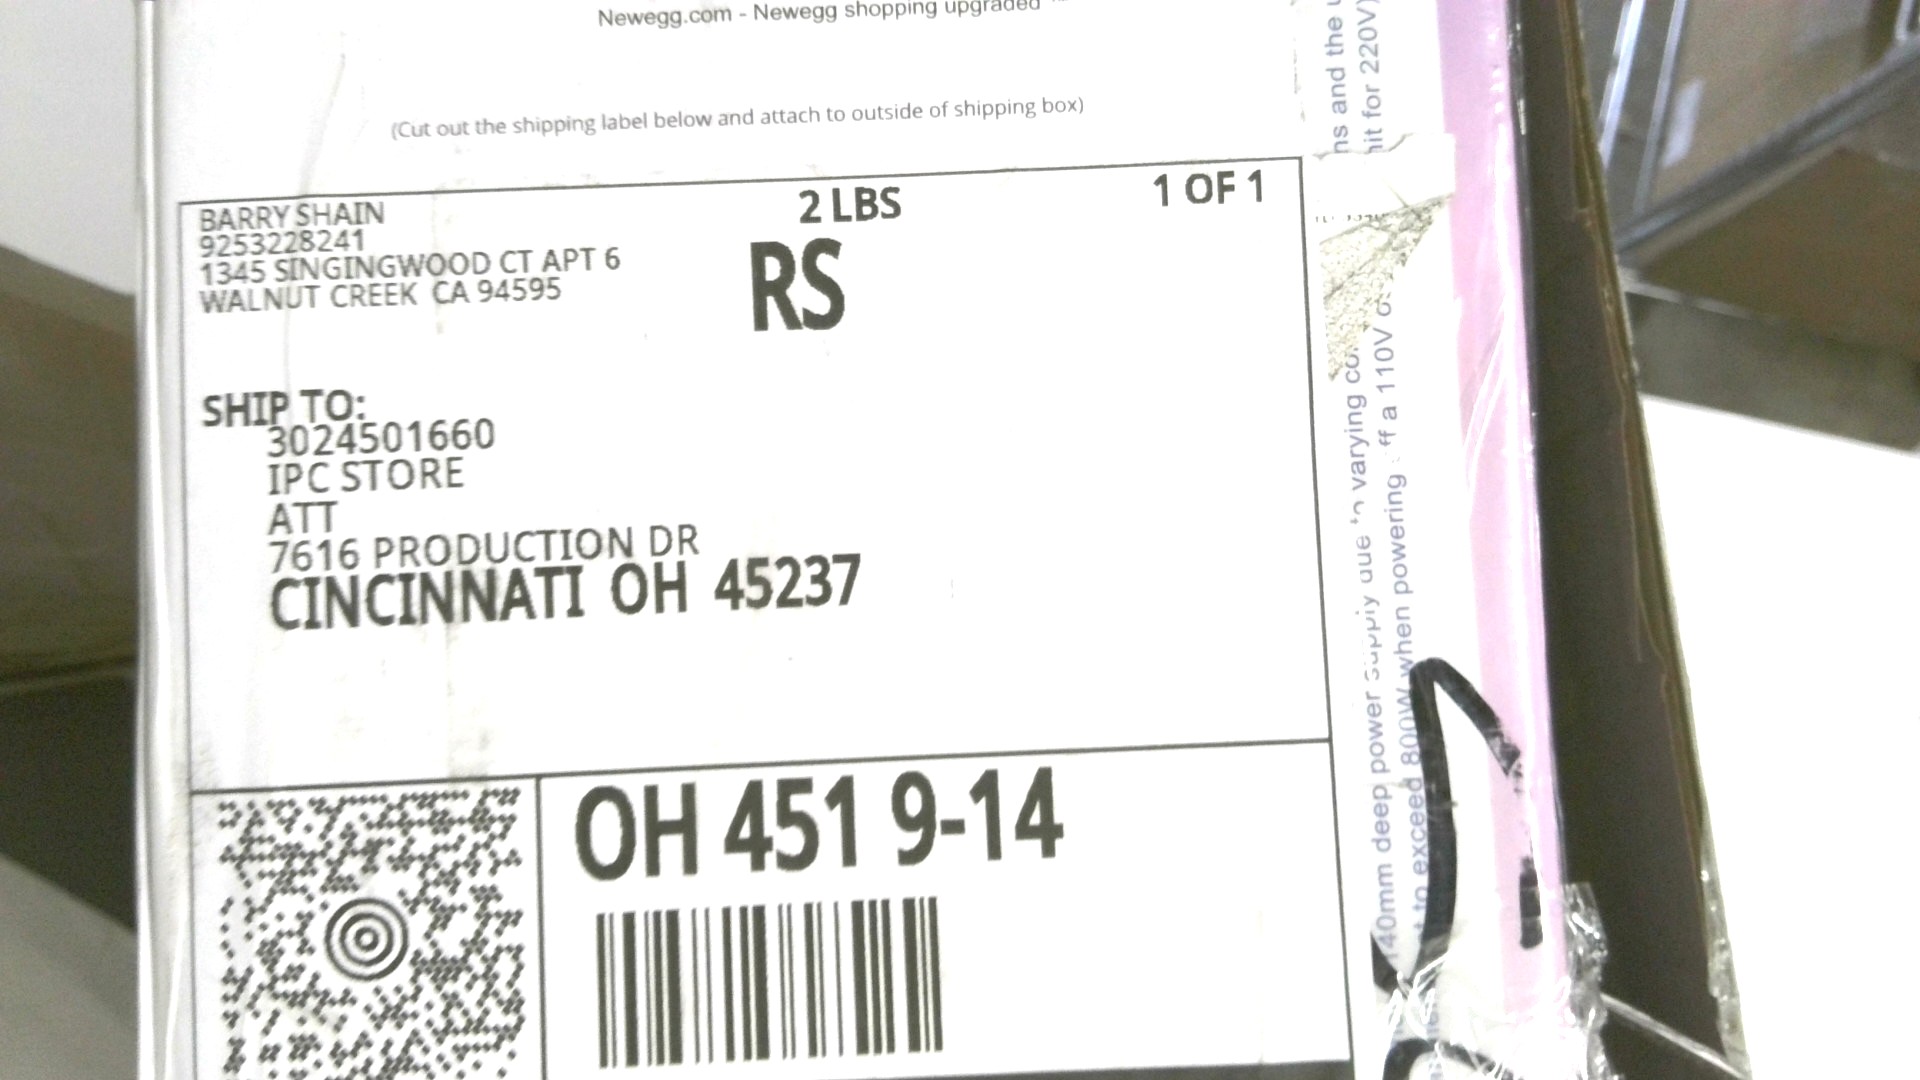 Newegg.com - Newegg shopping upgraded
(Cut out the shipping label below and attach to outside of shipping box)
BARRY SHAIN
9253228241
1345 SINGINGWOOD CT APT 6
WALNUT CREEK CA 94595
2 LBS
1 OF 1
RS
SHIP TO:
3024501660
IPC STORE
ATT
7616 PRODUCTION DR
CINCINNATI OH 45237
OH 451 9-14
ns and the
for 220V)
40mm deep power supply due varying
to exceed 800W when powering a 110V